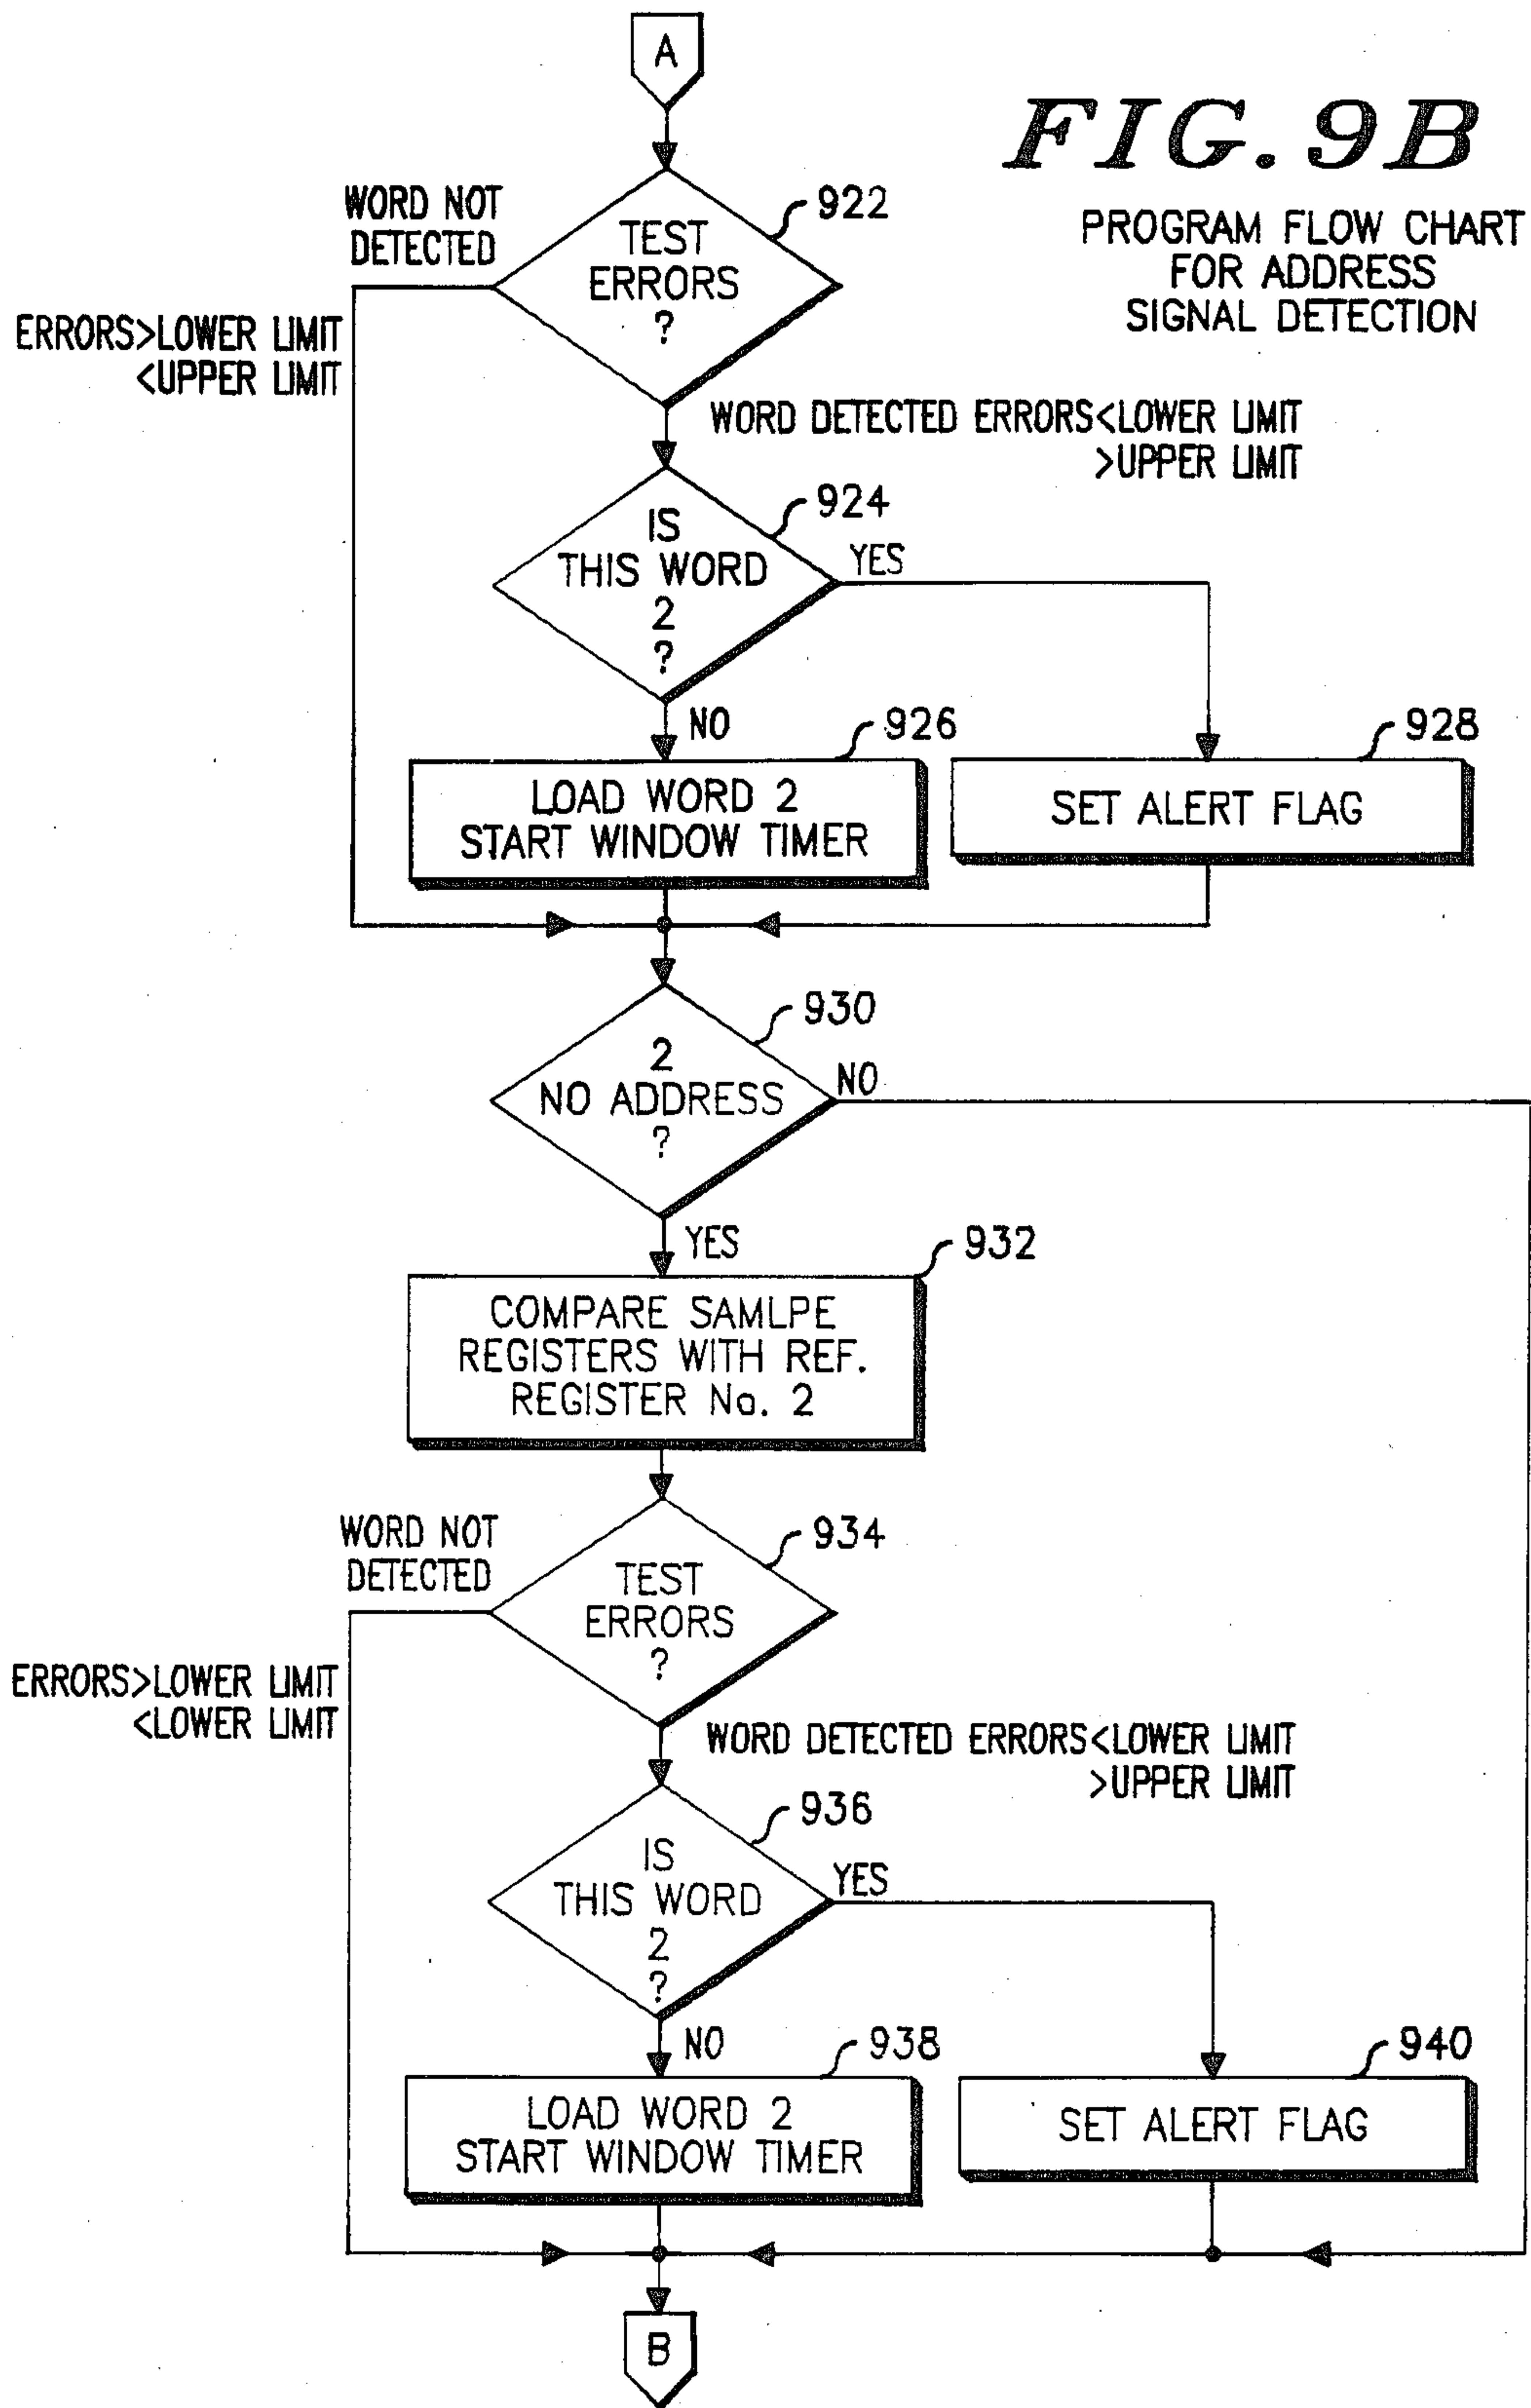 A
FIG. 9B
PROGRAM FLOW CHART
FOR ADDRESS
SIGNAL DETECTION
922
WORD NOT
DETECTED
TEST
ERRORS
?
ERRORS>LOWER LIMIT
<UPPER LIMIT
WORD DETECTED ERRORS<LOWER LIMIT
>UPPER LIMIT
924
IS
THIS WORD
2
?
YES
NO
926
LOAD WORD 2
START WINDOW TIMER
928
SET ALERT FLAG
930
2
NO ADDRESS
?
NO
YES
932
COMPARE SAMLPE
REGISTERS WITH REF.
REGISTER No. 2
934
WORD NOT
DETECTED
TEST
ERRORS
?
ERRORS>LOWER LIMIT
<LOWER LIMIT
WORD DETECTED ERRORS<LOWER LIMIT
>UPPER LIMIT
936
IS
THIS WORD
2
?
YES
NO
938
LOAD WORD 2
START WINDOW TIMER
940
SET ALERT FLAG
B